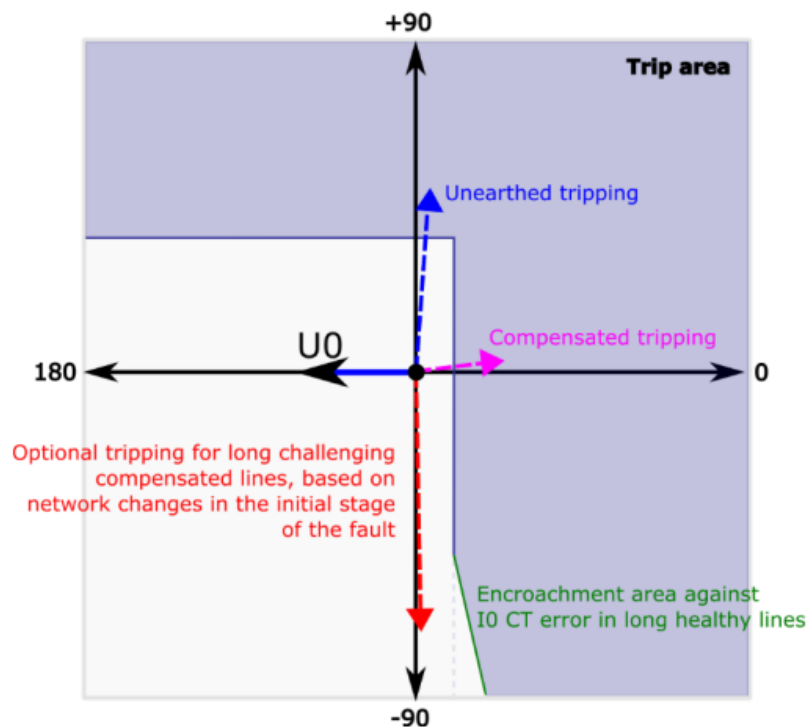 +90
Trip area
Unearthed tripping
U0
Compensated tripping
180
0
Optional tripping for long challenging
compensated lines, based on
network changes in the initial stage
of the fault
Encroachment area against
I0 CT error in long healthy lines
-90